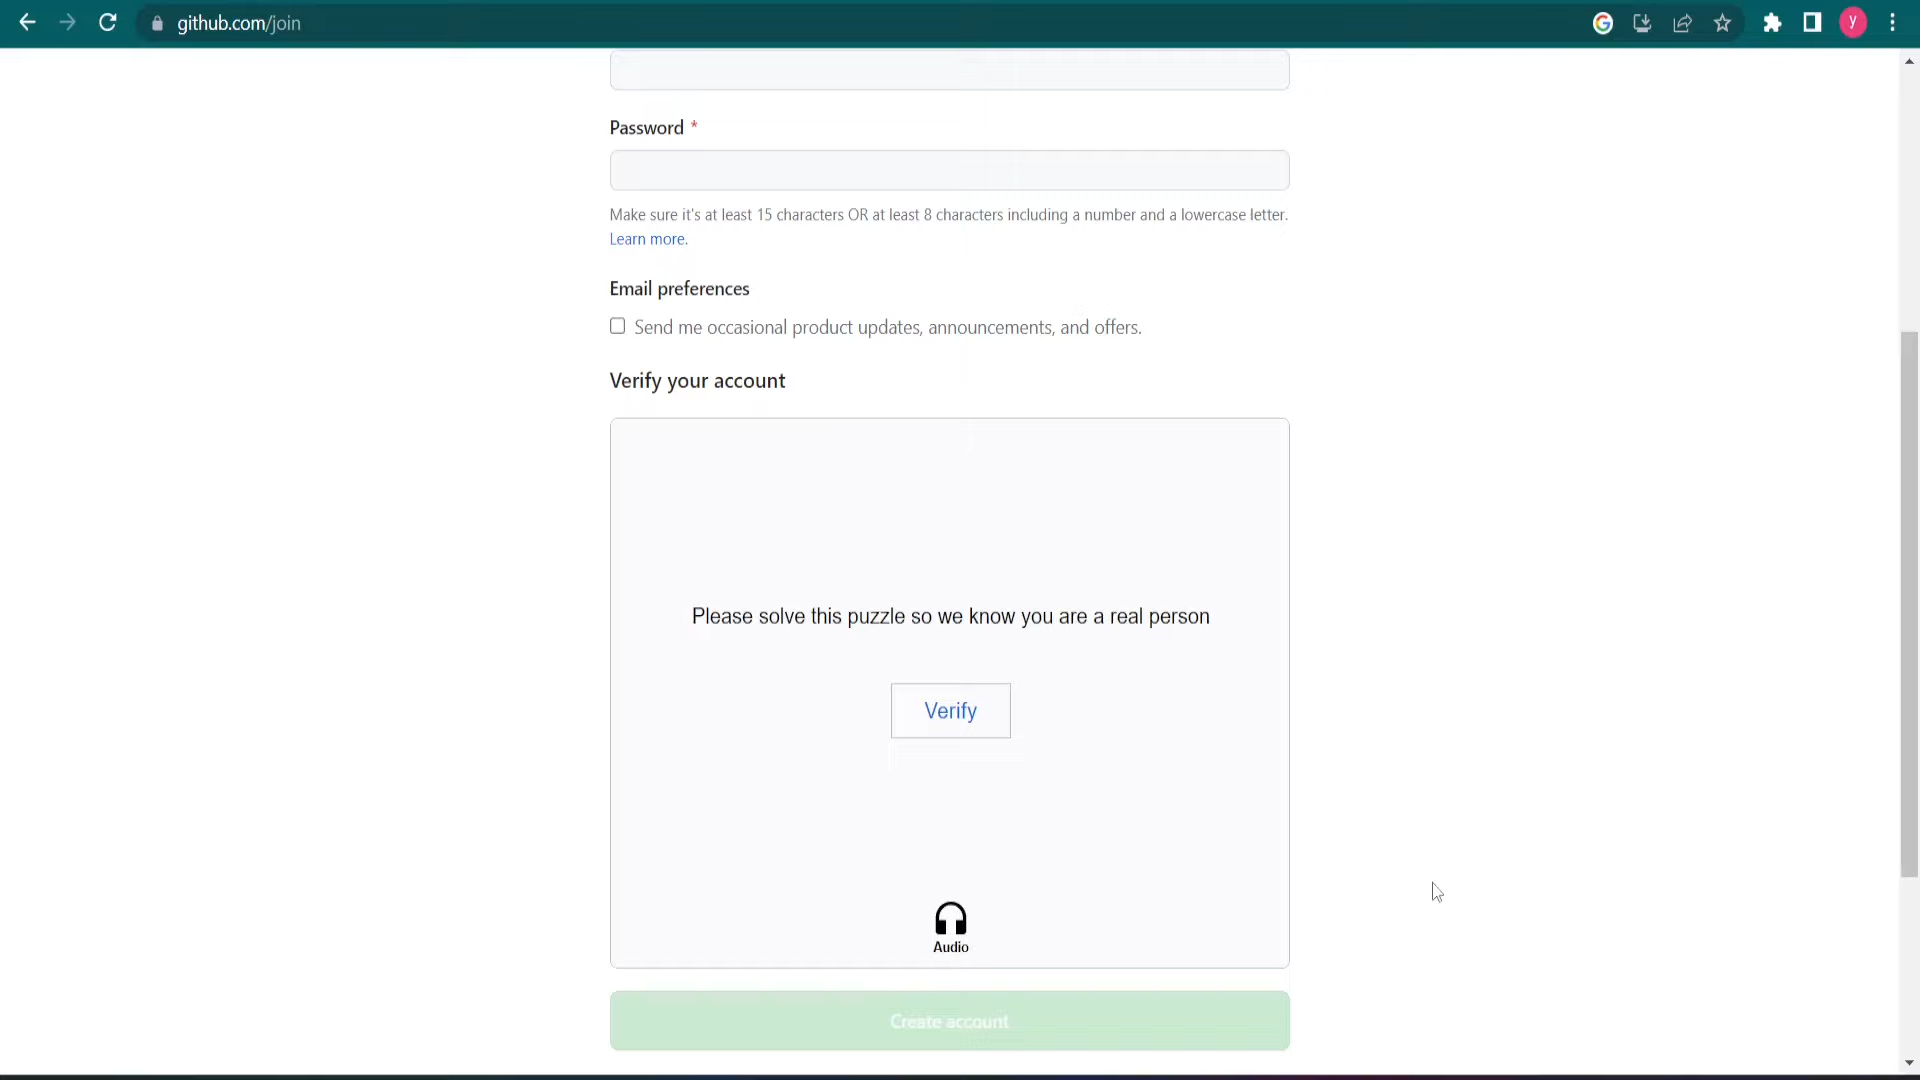 github.com/join
y
Password *
Make sure it's at least 15 characters OR at least 8 characters including a number and a lowercase letter.
Learn more.
Email preferences
Send me occasional product updates, announcements, and offers.
Verify your account
Please solve this puzzle so we know you are a real person
Verify
Audio
Create account